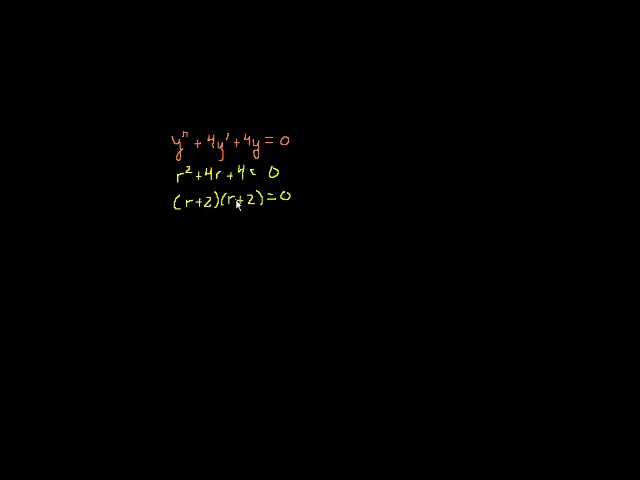 y" + 4y' + 4y = 0
r² + 4r + 4 = 0
(r+2)(r+2) = 0